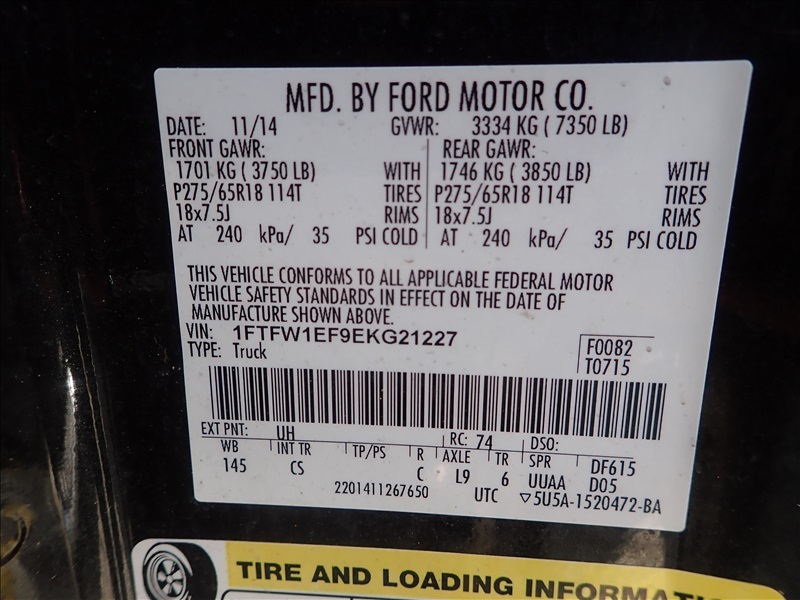 MFD. BY FORD MOTOR CO.
DATE: 11/14 GVWR: 3334 KG ( 7350 LB)
FRONT GAWR: REAR GAWR:
1701 KG ( 3750 LB) WITH 1746 KG ( 3850 LB) WITH
P275/65R18 114T TIRES P275/65R18 114T TIRES
18x7.5J RIMS 18x7.5J RIMS
AT 240 kPa/ 35 PSI COLD AT 240 kPa/ 35 PSI COLD
THIS VEHICLE CONFORMS TO ALL APPLICABLE FEDERAL MOTOR
VEHICLE SAFETY STANDARDS IN EFFECT ON THE DATE OF
MANUFACTURE SHOWN ABOVE.
VIN: 1FTFW1EF9EKG21227
TYPE: Truck
F0082
T0715
EXT PNT: UH RC: 74 DSO:
WB INT TR TP/PS R AXLE TR SPR DF615
145 CS C L9 6 UUAA D05
2201411267650 UTC ▽5U5A-1520472-BA
TIRE AND LOADING INFORMATION